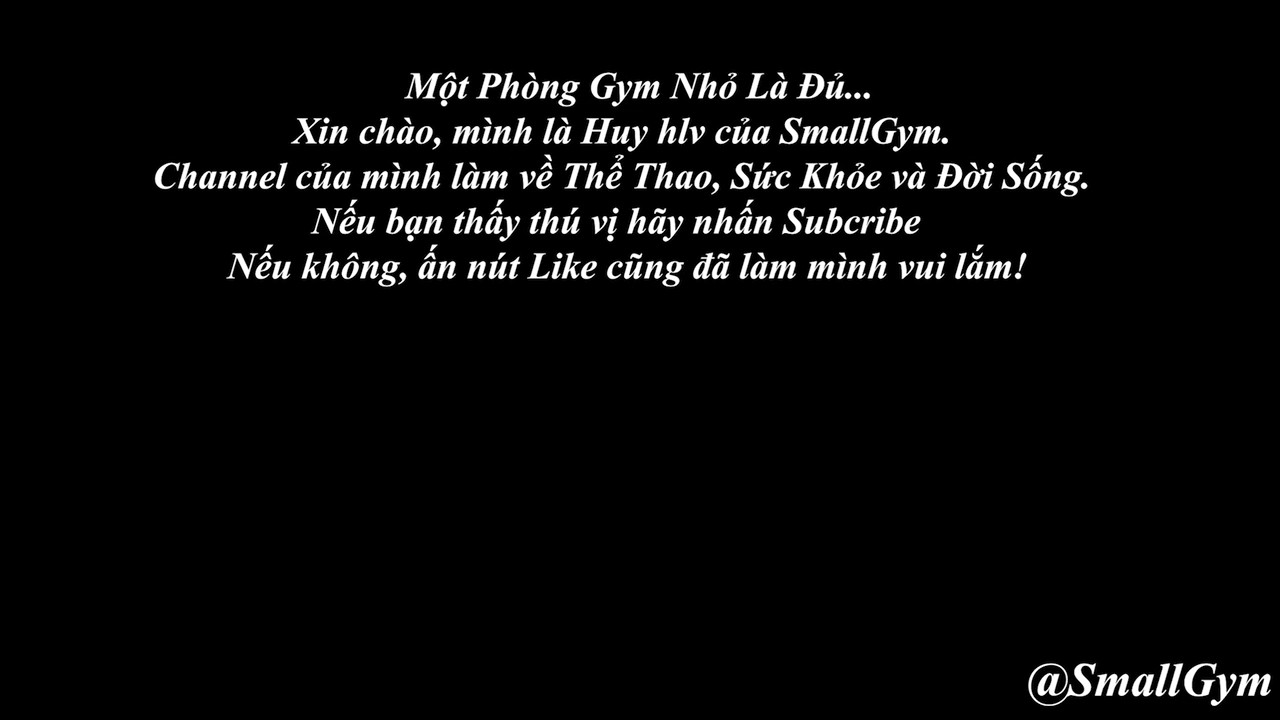 Một Phòng Gym Nhỏ Là Đủ...
Xin chào, mình là Huy hlv của SmallGym.
Channel của mình làm về Thể Thao, Sức Khỏe và Đời Sống.
Nếu bạn thấy thú vị hãy nhấn Subcribe
Nếu không, ấn nút Like cũng đã làm mình vui lắm!
@SmallGym